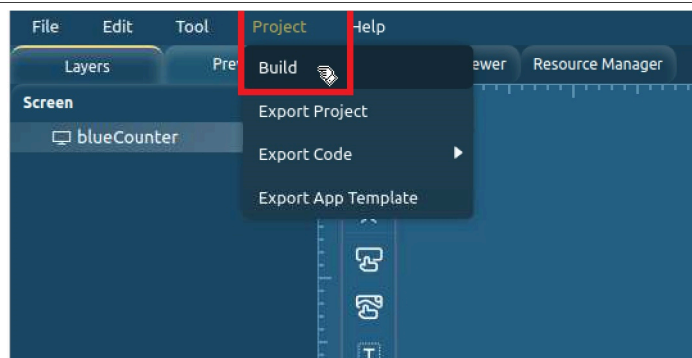 File Edit Tool Project Help
Layers Pre ewer Resource Manager
Build
Screen
Export Project
blueCounter
Export Code
Export App Template
T